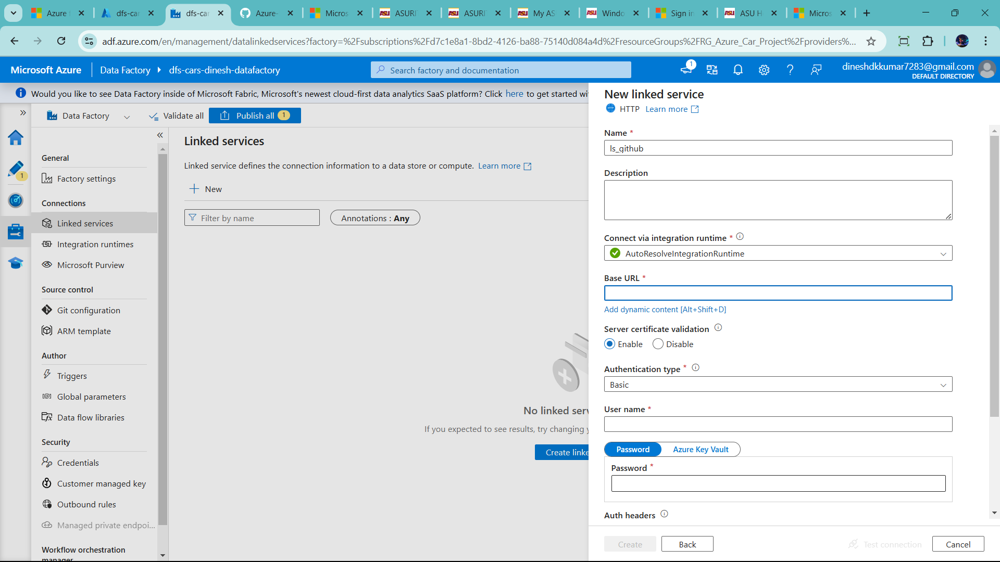 Azure
dfs-car
dfs-car
Azure-
Micros
ASURI
ASURI
My AS
Windo
Sign in
ASU H
Micros
adf.azure.com/en/management/datalinkedservices?factory=%2Fsubscriptions%2Fd7c1e8a1-8bd2-4126-ba88-75140d084a4d%2FresourceGroups%2FRG_Azure_Car_Project%2Fproviders%...
Microsoft Azure
Data Factory
dfs-cars-dinesh-datafactory
Search factory and documentation
1
dineshdkkumar7283@gmail.com
DEFAULT DIRECTORY
Would you like to see Data Factory inside of Microsoft Fabric, Microsoft's newest cloud-first data analytics SaaS platform? Click here to get started wi
Data Factory
Validate all
Publish all 1
1
General
Factory settings
Connections
Linked services
Integration runtimes
Microsoft Purview
Source control
Git configuration
ARM template
Author
Triggers
Global parameters
Data flow libraries
Security
Credentials
Customer managed key
Outbound rules
Managed private endpoi...
Workflow orchestration
manager
Linked services
Linked service defines the connection information to a data store or compute. Learn more
New
Filter by name
Annotations : Any
No linked serv
If you expected to see results, try changing y
Create linke
New linked service
HTTP Learn more
Name *
ls_github
Description
Connect via integration runtime *
AutoResolveIntegrationRuntime
Base URL *
Add dynamic content [Alt+Shift+D]
Server certificate validation
Enable
Disable
Authentication type *
Basic
User name *
Password
Azure Key Vault
Password *
Auth headers
Create
Back
Test connection
Cancel